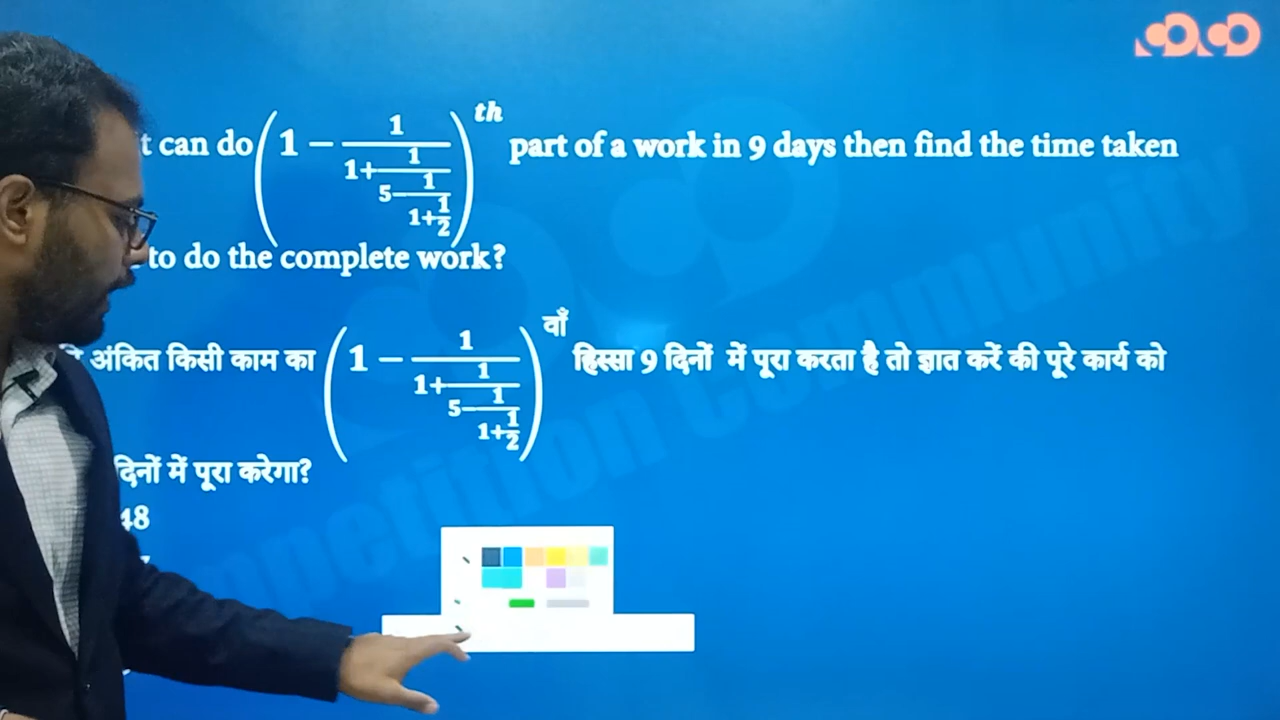 t can do (1 − 1/(1+1/(5−1/(1+1/2))))th part of a work in 9 days then find the time taken
to do the complete work?
अंकित किसी काम का (1 − 1/(1+1/(5−1/(1+1/2))))वाँ हिस्सा 9 दिनों में पूरा करता है तो ज्ञात करें की पूरे कार्य को
दिनों में पूरा करेगा?
48
Community